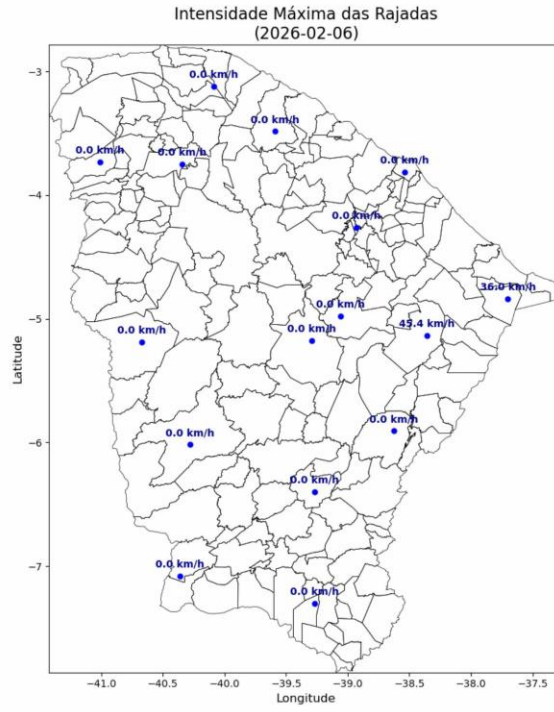 Intensidade Máxima das Rajadas
(2026-02-06)
−3
0.0 km/h
0.0 km/h
0.0 km/h
0.0 km/h
0.0 km/h
−4
0.0 km/h
36.0 km/h
0.0 km/h
−5
0.0 km/h
0.0 km/h
45.4 km/h
0.0 km/h
−6
0.0 km/h
0.0 km/h
−7
0.0 km/h
0.0 km/h
Latitude
−41.0 −40.5 −40.0 −39.5 −39.0 −38.5 −38.0 −37.5
Longitude